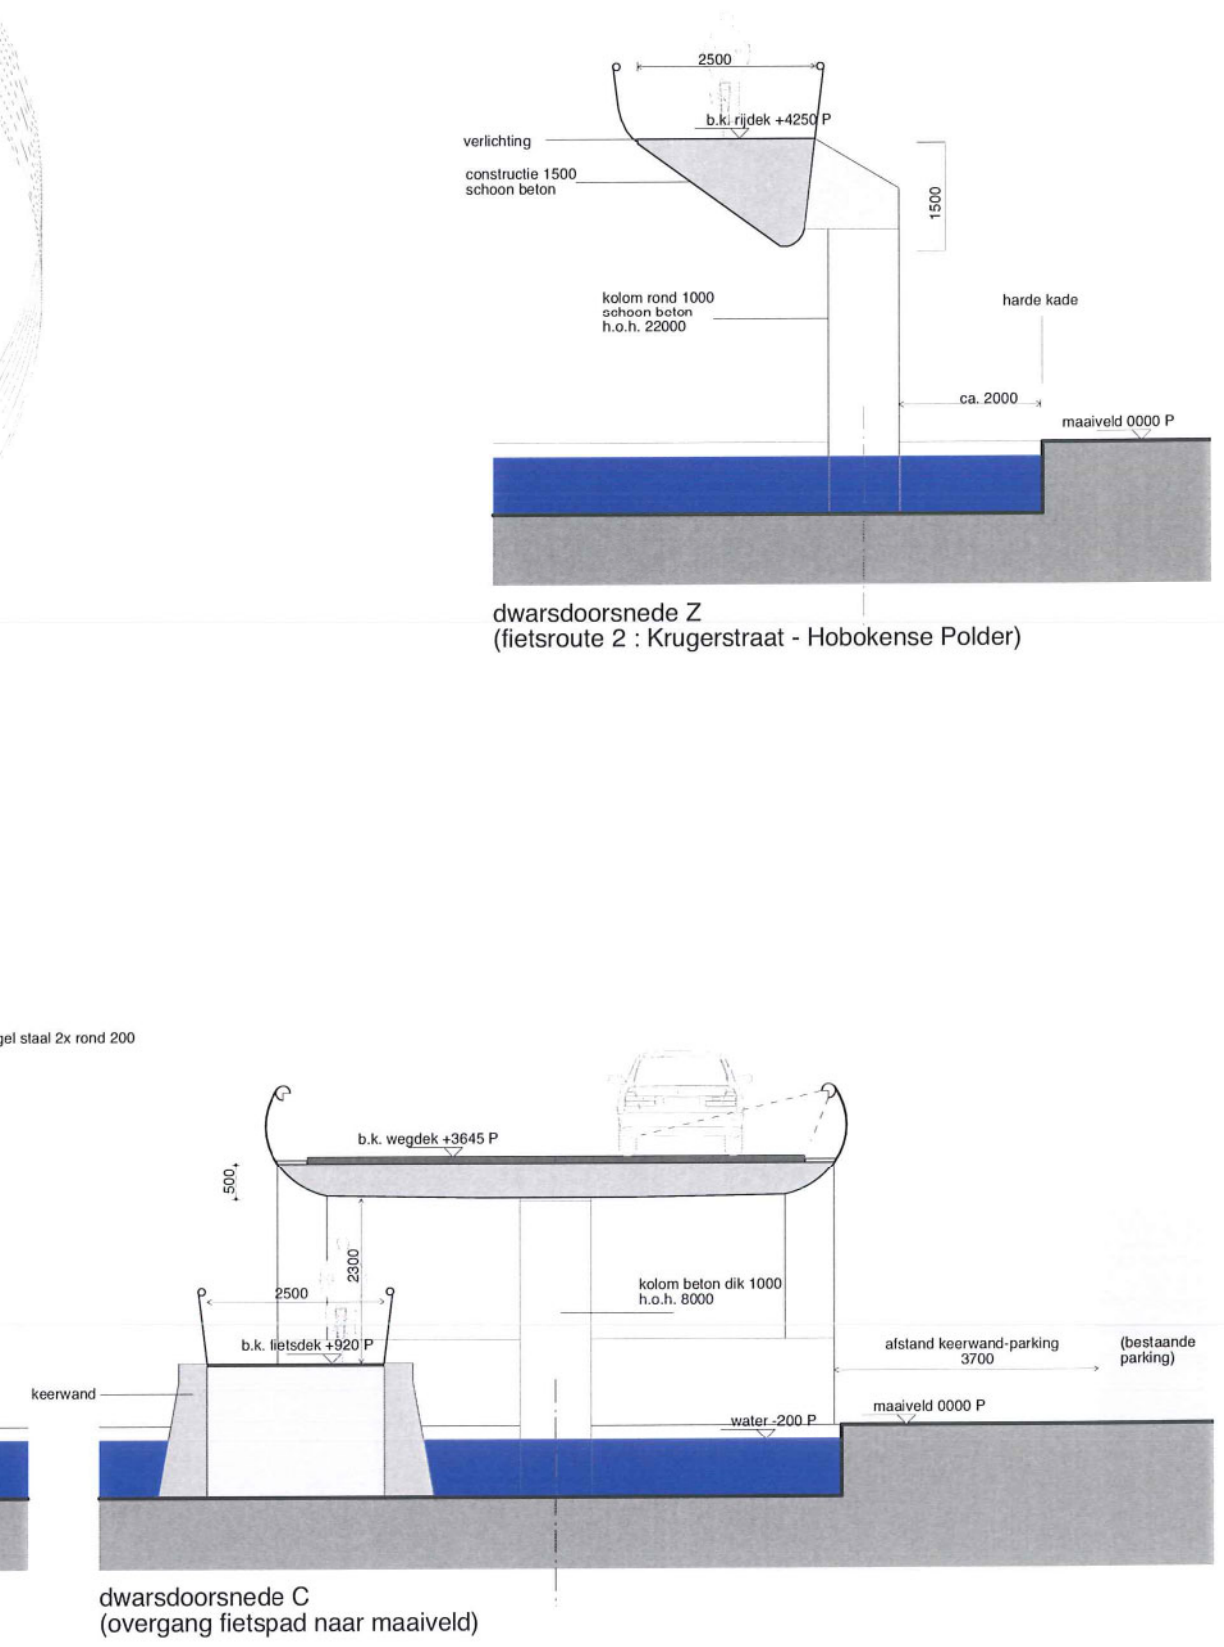 2500
b.k. rijdek +4250 P
verlichting
constructie 1500
schoon beton
1500
kolom rond 1000
schoon beton
h.o.h. 22000
harde kade
ca. 2000
maaiveld 0000 P
dwarsdoorsnede Z
(fietsroute 2 : Krugerstraat - Hobokense Polder)
gel staal 2x rond 200
b.k. wegdek +3645 P
500
2300
2500
kolom beton dik 1000
h.o.h. 8000
b.k. fietsdek +920 P
afstand keerwand-parking
3700
(bestaande
parking)
keerwand
maaiveld 0000 P
water -200 P
dwarsdoorsnede C
(overgang fietspad naar maaiveld)